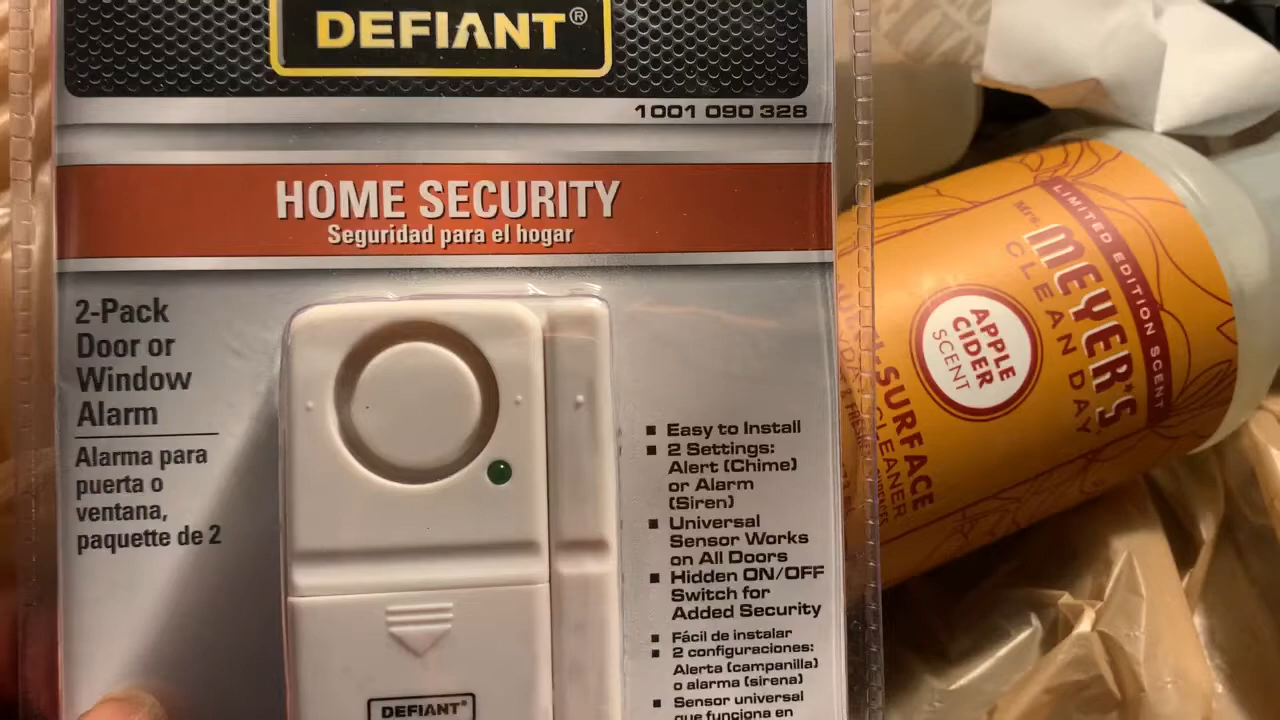 DEFIANT®
1001 090 328
HOME SECURITY
Seguridad para el hogar
2-Pack
Door or
Window
Alarm
Alarma para
puerta o
ventana,
paquette de 2
Easy to Install
2 Settings:
Alert (Chime)
or Alarm
(Siren)
Universal
Sensor Works
on All Doors
Hidden ON/OFF
Switch for
Added Security
Fácil de instalar
2 configuraciones:
Alerta (campanilla)
o alarma (sirena)
Sensor universal
que funciona en
DEFIANT®
LIMITED EDITION SCENT
Mrs.
MEYER'S
CLEAN DAY
APPLE
CIDER
SCENT
SURFACE
CLEANER